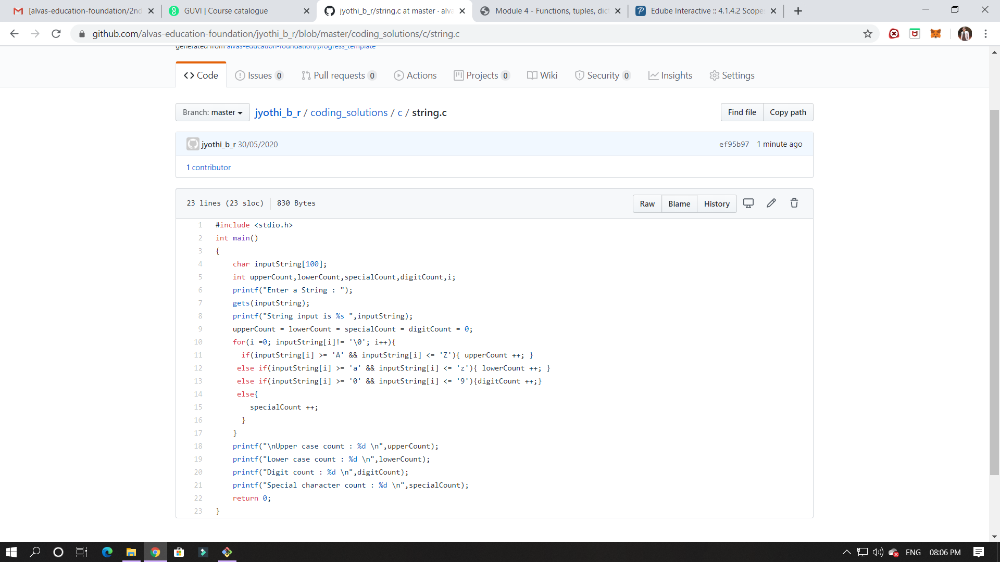 [alvas-education-foundation/2nd
GUVI | Course catalogue
jyothi_b_r/string.c at master · alva
Module 4 - Functions, tuples, dict
Edube Interactive :: 4.1.4.2 Scope
github.com/alvas-education-foundation/jyothi_b_r/blob/master/coding_solutions/c/string.c
generated from alvas-education-foundation/progress_template
Code
Issues 0
Pull requests 0
Actions
Projects 0
Wiki
Security 0
Insights
Settings
Branch: master
jyothi_b_r / coding_solutions / c / string.c
Find file
Copy path
jyothi_b_r 30/05/2020
ef95b97 1 minute ago
1 contributor
23 lines (23 sloc) 830 Bytes
Raw
Blame
History
1 #include <stdio.h>
2 int main()
3 {
4 char inputString[100];
5 int upperCount,lowerCount,specialCount,digitCount,i;
6 printf("Enter a String : ");
7 gets(inputString);
8 printf("String input is %s ",inputString);
9 upperCount = lowerCount = specialCount = digitCount = 0;
10 for(i =0; inputString[i]!= '\0'; i++){
11 if(inputString[i] >= 'A' && inputString[i] <= 'Z'){ upperCount ++; }
12 else if(inputString[i] >= 'a' && inputString[i] <= 'z'){ lowerCount ++; }
13 else if(inputString[i] >= '0' && inputString[i] <= '9'){digitCount ++;}
14 else{
15 specialCount ++;
16 }
17 }
18 printf("\nUpper case count : %d \n",upperCount);
19 printf("Lower case count : %d \n",lowerCount);
20 printf("Digit count : %d \n",digitCount);
21 printf("Special character count : %d \n",specialCount);
22 return 0;
23 }
ENG
08:06 PM